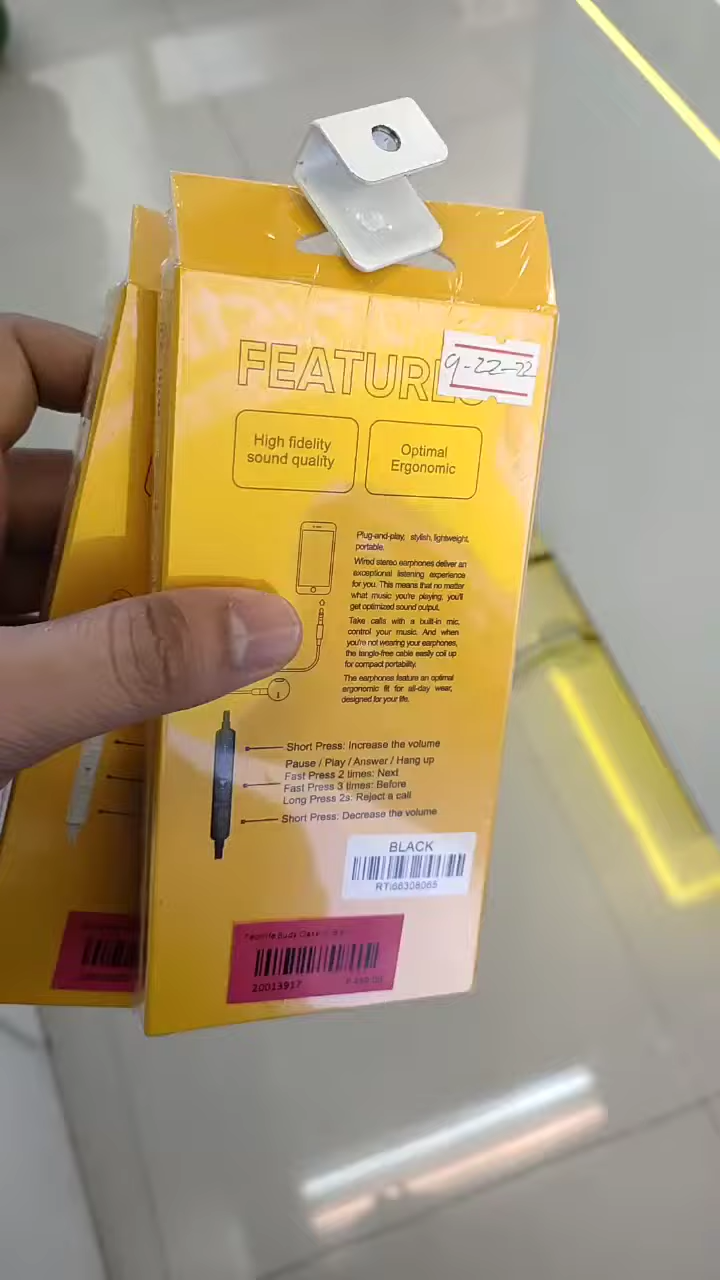 FEATURES
9-22-22
High fidelity
sound quality
Optimal
Ergonomic
Plug-and-play, stylish, lightweight,
portable.
Wired stereo earphones deliver an
exceptional listening experience
for you. This means that no matter
what music you're playing, you'll
get optimized sound output.
Take calls with a built-in mic,
control your music. And when
you're not wearing your earphones,
the tangle-free cable easily coil up
for compact portability.
The earphones feature an optimal
ergonomic fit for all-day wear,
designed for your life.
Short Press: Increase the volume
Pause / Play / Answer / Hang up
Fast Press 2 times: Next
Fast Press 3 times: Before
Long Press 2s: Reject a call
Short Press: Decrease the volume
BLACK
RTI66308065
Buds
20013917